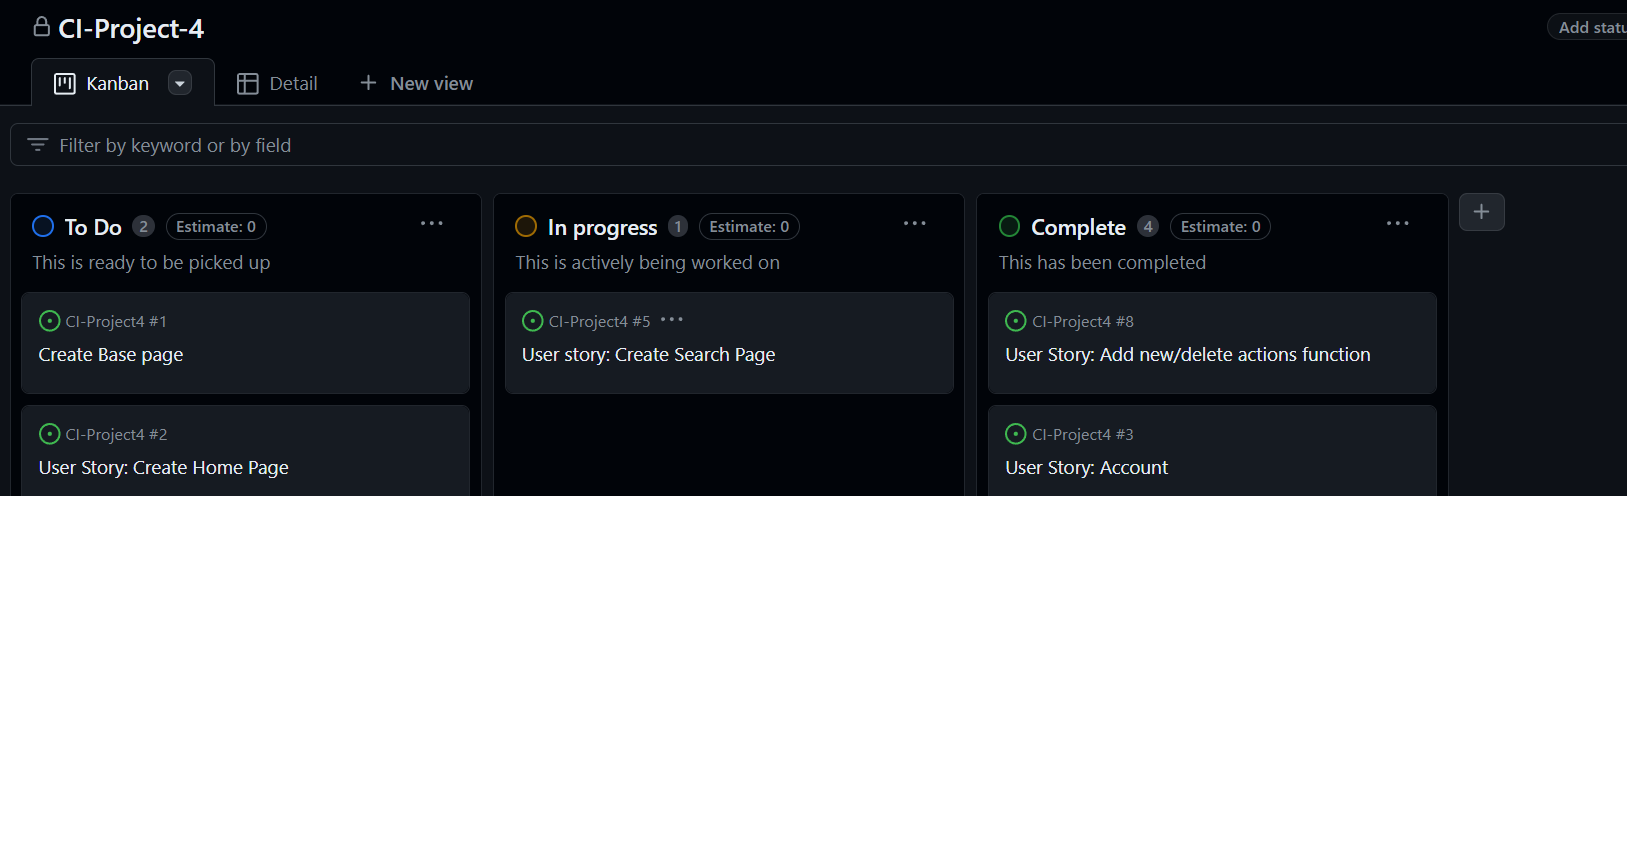 CI-Project-4
Add statu
Kanban
Detail
New view
Filter by keyword or by field
To Do 2 Estimate: 0
This is ready to be picked up
CI-Project4 #1
Create Base page
CI-Project4 #2
User Story: Create Home Page
In progress 1 Estimate: 0
This is actively being worked on
CI-Project4 #5
User story: Create Search Page
Complete 4 Estimate: 0
This has been completed
CI-Project4 #8
User Story: Add new/delete actions function
CI-Project4 #3
User Story: Account